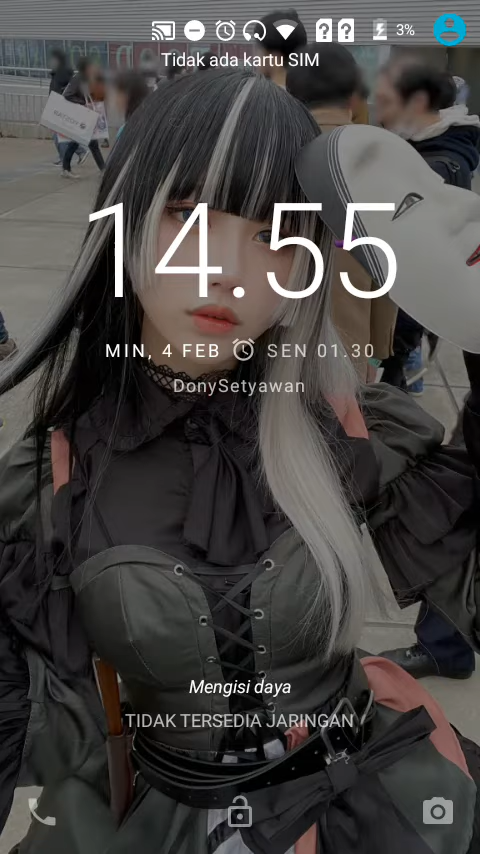 3%
Tidak ada kartu SIM
14.55
MIN, 4 FEB SEN 01.30
DonySetyawan
Mengisi daya
TIDAK TERSEDIA JARINGAN